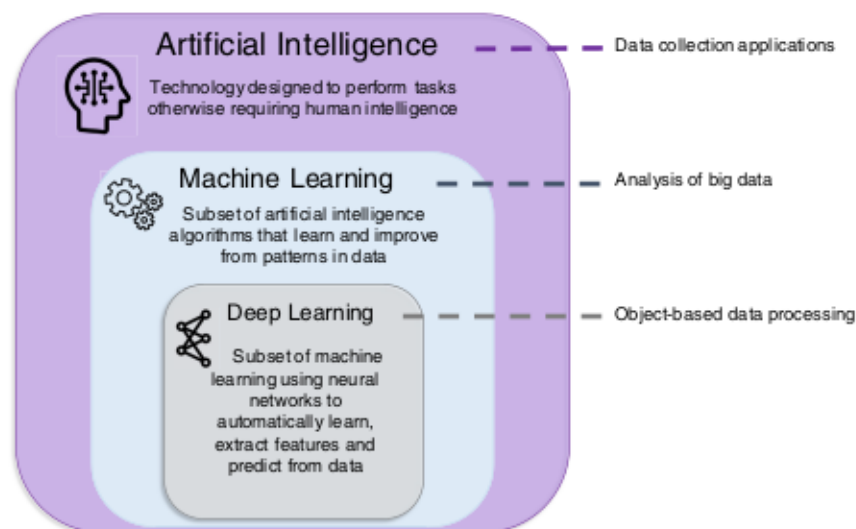 Artificial Intelligence
Data collection applications
Technology designed to perform tasks
otherwise requiring human intelligence
Machine Learning
Analysis of big data
Subset of artificial intelligence
algorithms that learn and improve
from patterns in data
Deep Learning
Object-based data processing
Subset of machine
learning using neural
networks to
automatically learn,
extract features and
predict from data